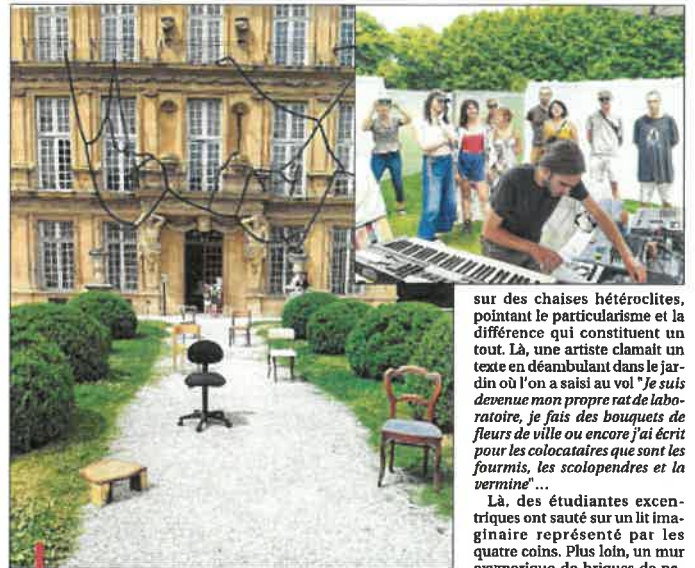 sur des chaises hétéroclites,
pointant le particularisme et la
différence qui constituent un
tout. Là, une artiste clamait un
texte en déambulant dans le jar-
din où l'on a saisi au vol "Je suis
devenue mon propre rat de labo-
ratoire, je fais des bouquets de
fleurs de ville ou encore j'ai écrit
pour les colocataires que sont les
fourmis, les scolopendres et la
vermine"...
Là, des étudiantes excen-
triques ont sauté sur un lit ima-
ginaire représenté par les
quatre coins. Plus loin, un mur
de briques de